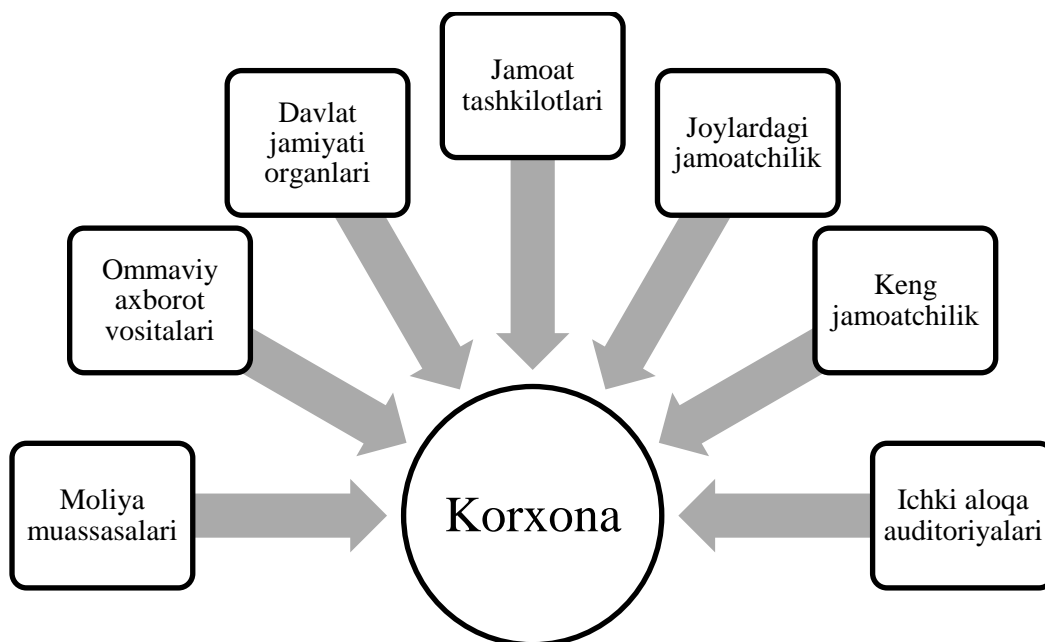 Jamoat
tashkilotlari
Davlat
jamiyati
organlari
Joylardagi
jamoatchilik
Ommaviy
axborot
vositalari
Keng
jamoatchilik
Moliya
muassasalari
Korxona
Ichki aloqa
auditoriyalari